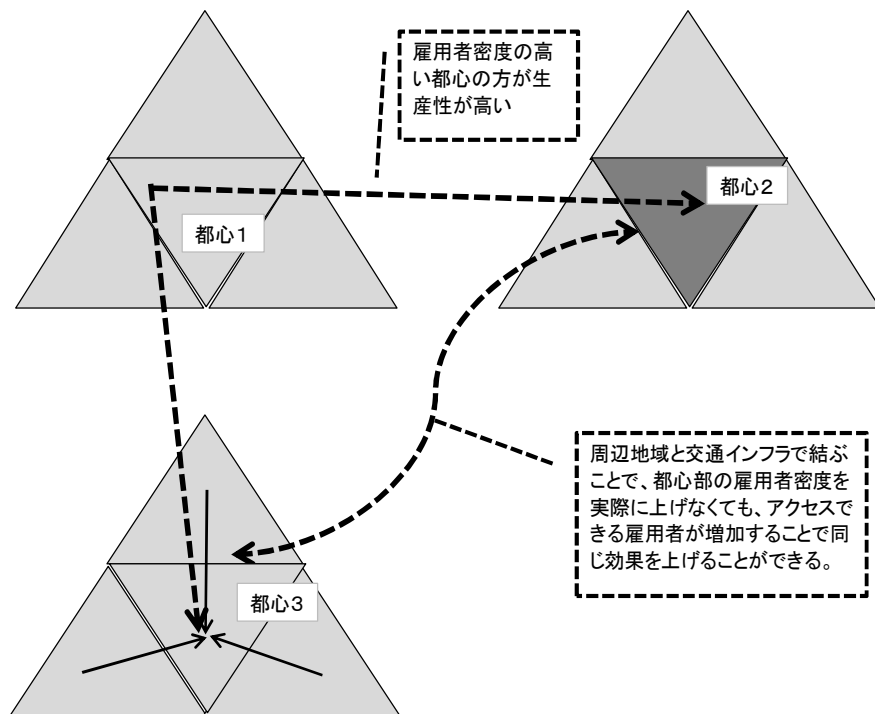 雇用者密度の高
い都心の方が生
産性が高い
都心2
都心1
周辺地域と交通インフラで結ぶ
ことで、都心部の雇用者密度を
実際に上げなくても、アクセスで
きる雇用者が増加することで同
じ効果を上げることができる。
都心3